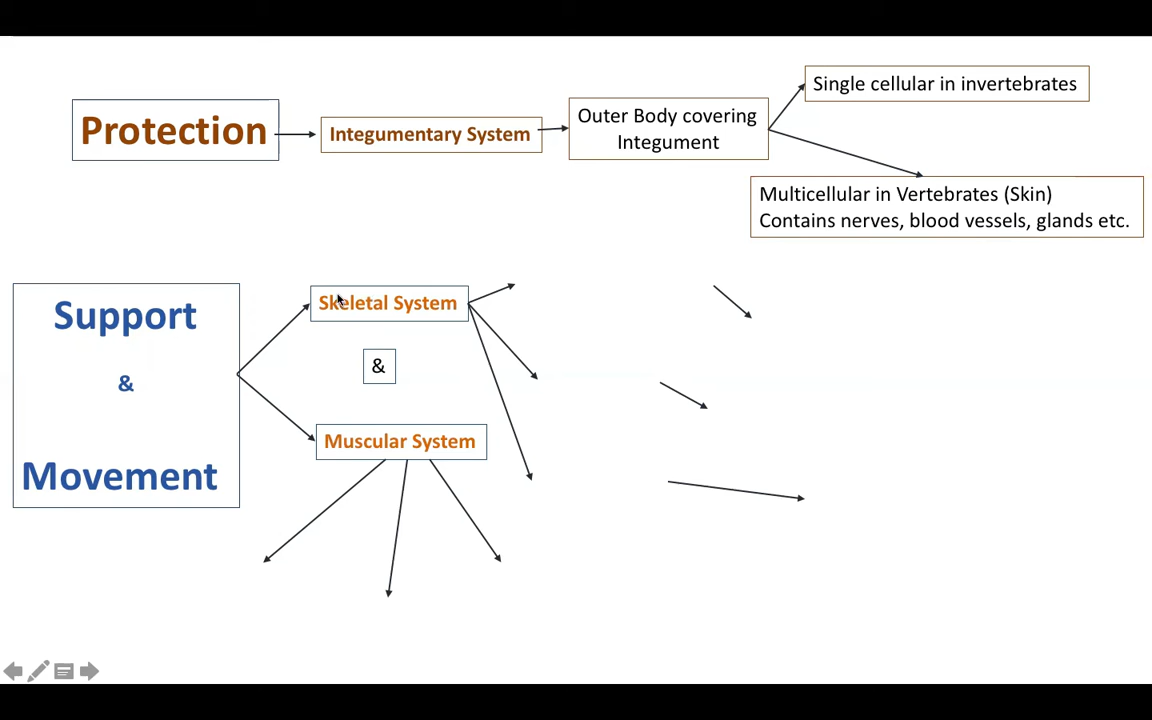 Protection
Integumentary System
Outer Body covering
Integument
Single cellular in invertebrates
Multicellular in Vertebrates (Skin)
Contains nerves, blood vessels, glands etc.
Support
&
Movement
Skeletal System
&
Muscular System